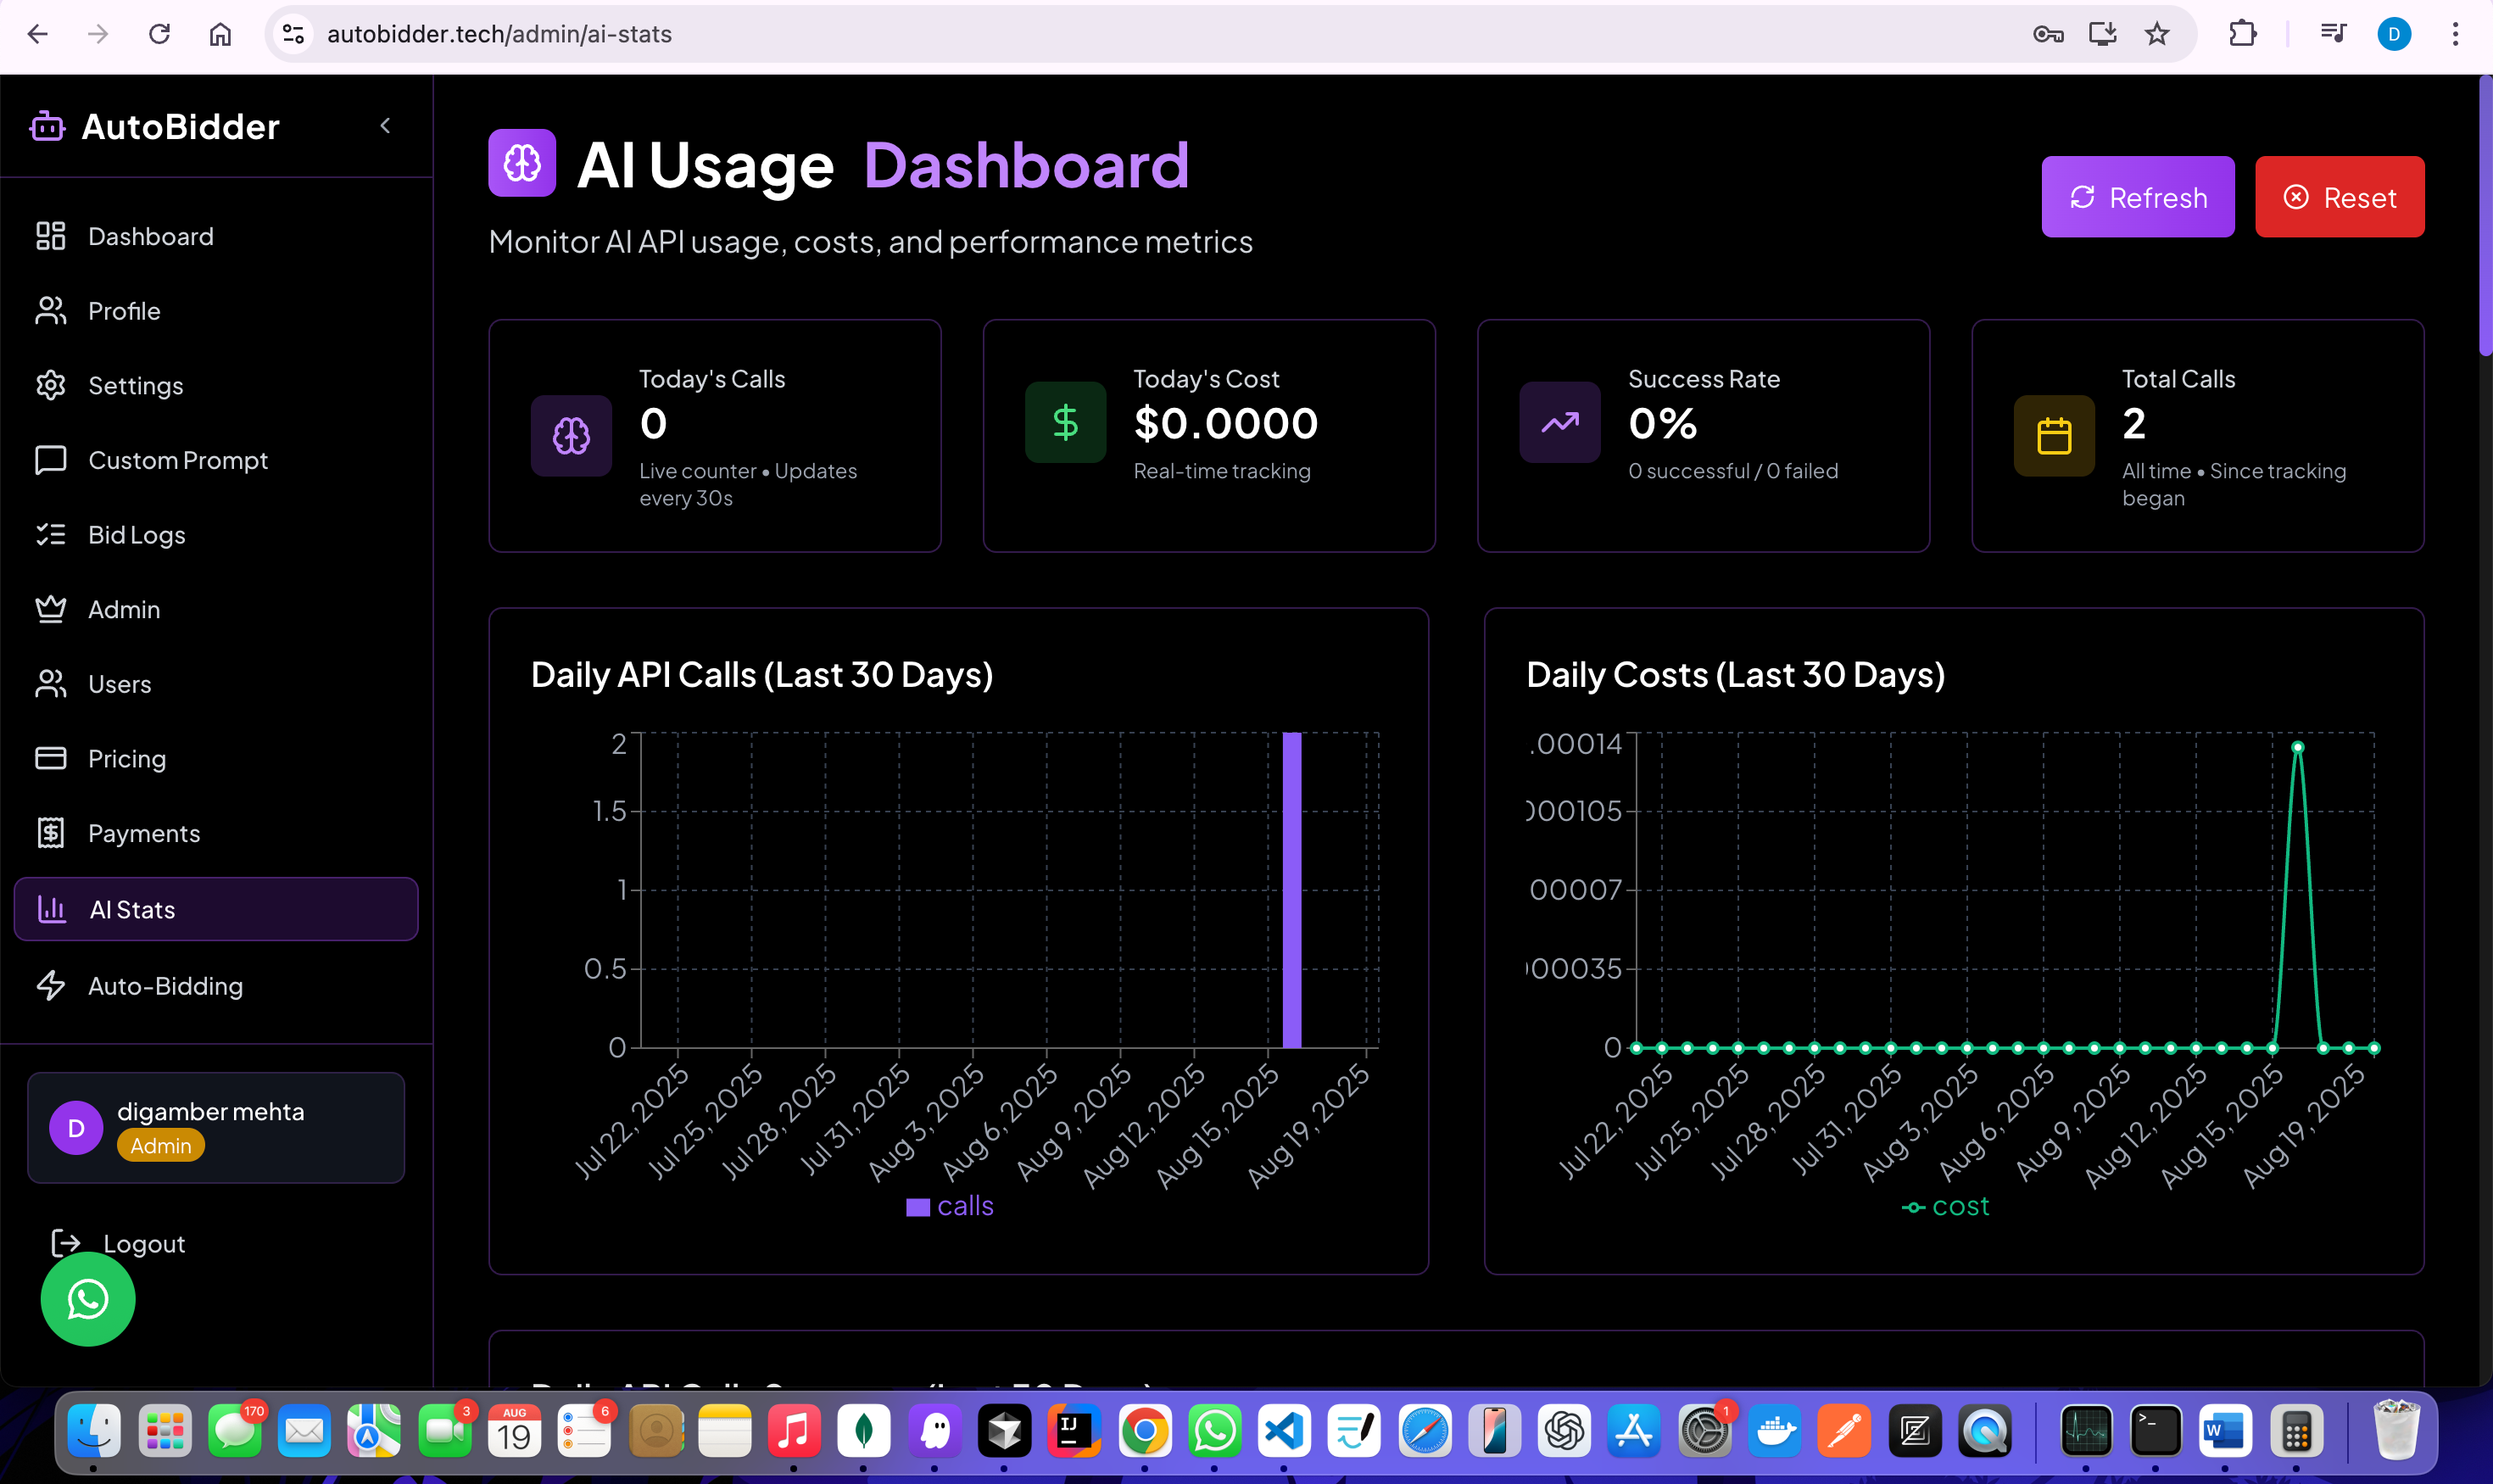 autobidder.tech/admin/ai-stats
D
AutoBidder
Dashboard
Profile
Settings
Custom Prompt
Bid Logs
Admin
Users
Pricing
Payments
AI Stats
Auto-Bidding
D
digamber mehta
Admin
Logout
AI Usage Dashboard
Monitor AI API usage, costs, and performance metrics
Refresh
Reset
Today's Calls
0
Live counter • Updates
every 30s
Today's Cost
$0.0000
Real-time tracking
Success Rate
0%
0 successful / 0 failed
Total Calls
2
All time • Since tracking
began
Daily API Calls (Last 30 Days)
2
1.5
1
0.5
0
Jul 22, 2025
Jul 25, 2025
Jul 28, 2025
Jul 31, 2025
Aug 3, 2025
Aug 6, 2025
Aug 9, 2025
Aug 12, 2025
Aug 15, 2025
Aug 19, 2025
calls
Daily Costs (Last 30 Days)
.00014
000105
00007
000035
0
Jul 22, 2025
Jul 25, 2025
Jul 28, 2025
Jul 31, 2025
Aug 3, 2025
Aug 6, 2025
Aug 9, 2025
Aug 12, 2025
Aug 15, 2025
Aug 19, 2025
cost
170
3
AUG
19
6
IJ
1
>_
W